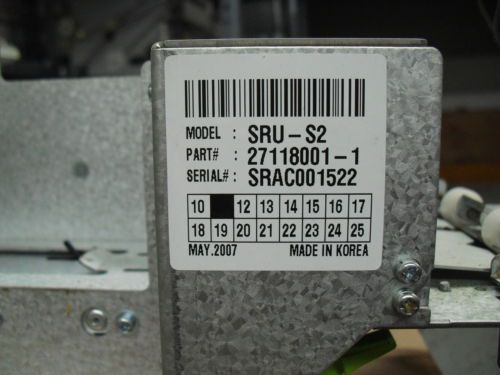 MODEL : SRU-S2
PART# : 27118001-1
SERIAL# : SRAC001522
10 12 13 14 15 16 17
18 19 20 21 22 23 24 25
MAY.2007 MADE IN KOREA